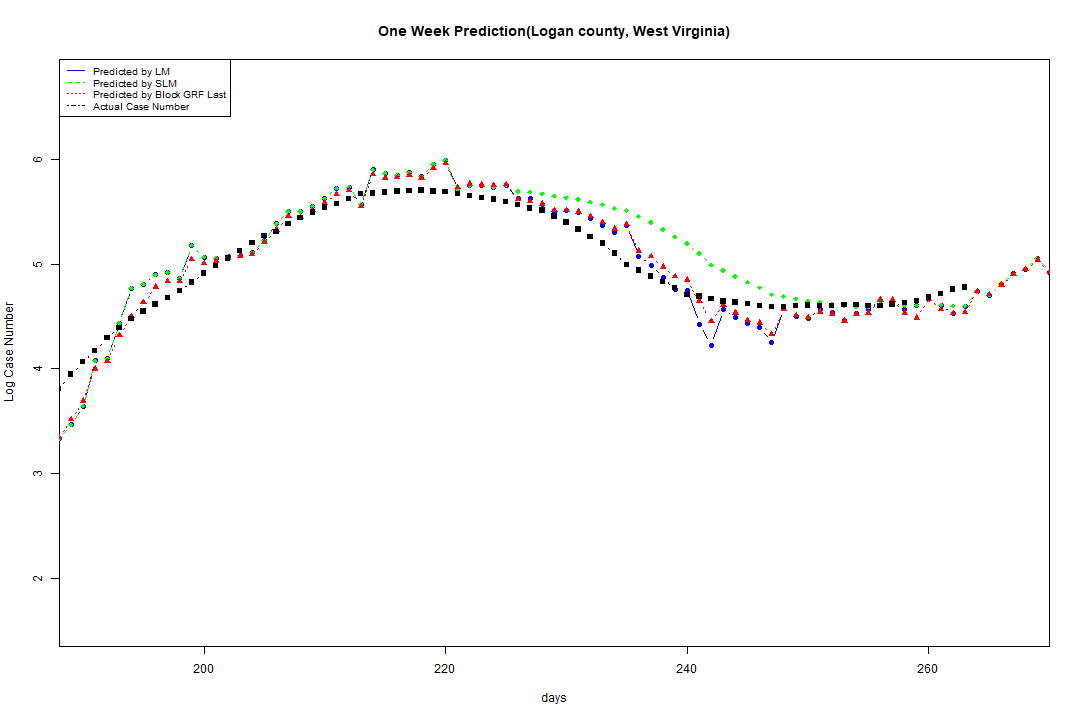 One Week Prediction(Logan county, West Virginia)
Predicted by LM
Predicted by SLM
Predicted by Block GRF Last
Actual Case Number
6
5
4
3
2
Log Case Number
200 220 240 260
days